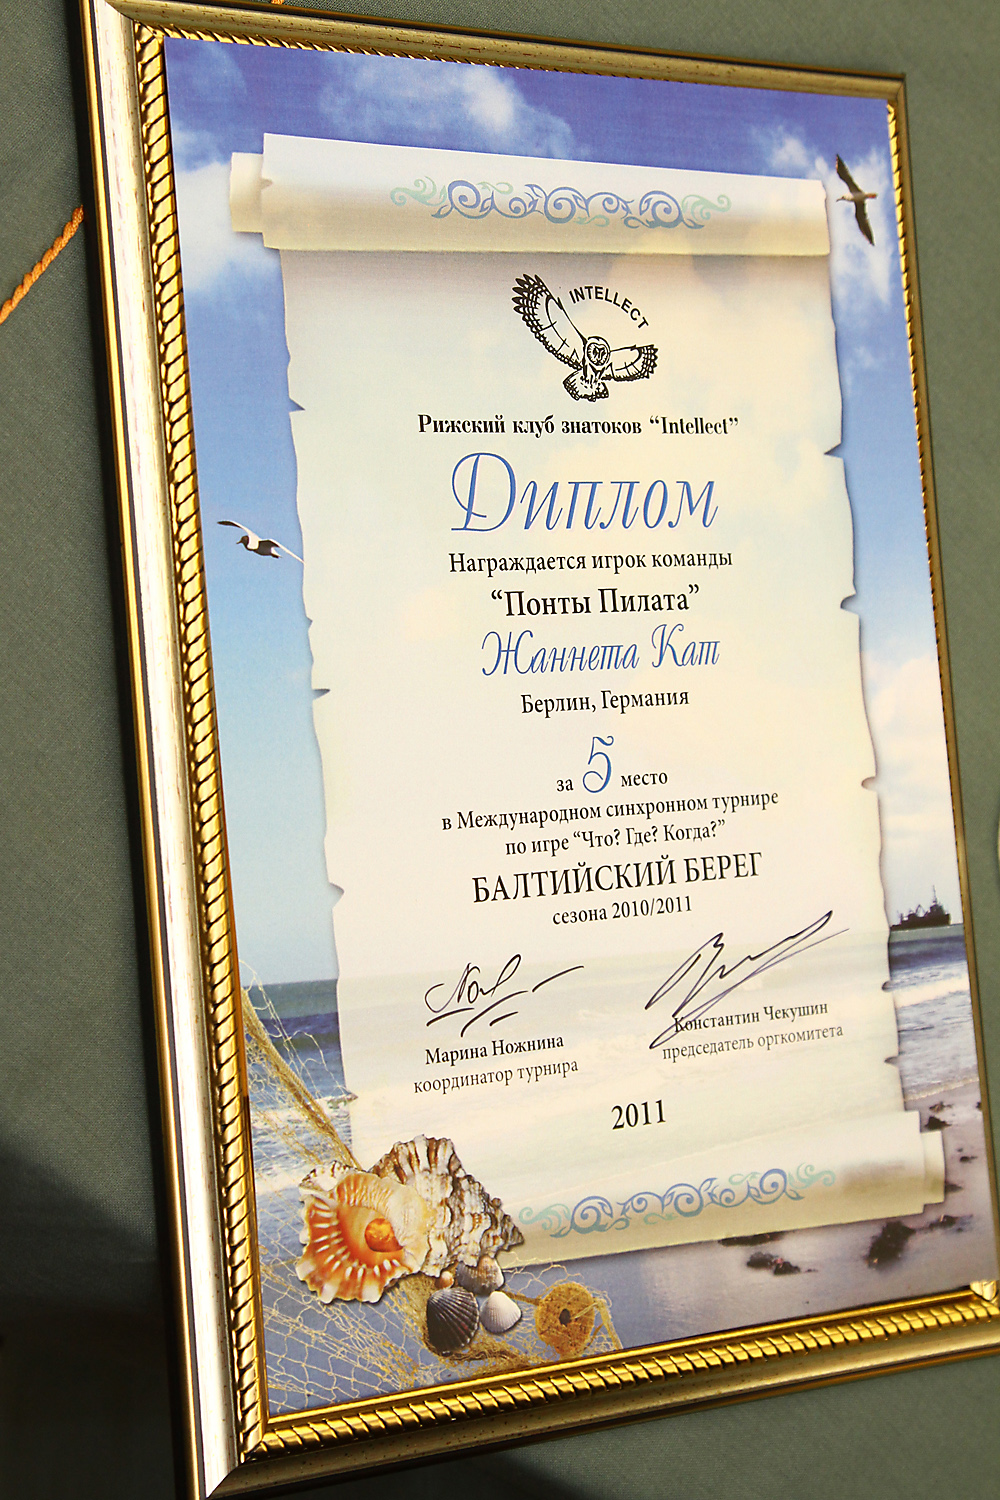 INTELLECT
Рижский клуб знатоков “Intellect”
Диплом
Награждается игрок команды
“Понты Пилата”
Жаннета Кат
Берлин, Германия
за 5 место
в Международном синхронном турнире
по игре “Что? Где? Когда?”
БАЛТИЙСКИЙ БЕРЕГ
сезона 2010/2011
Марина Ножнина
координатор турнира
Константин Чекушин
председатель оргкомитета
2011